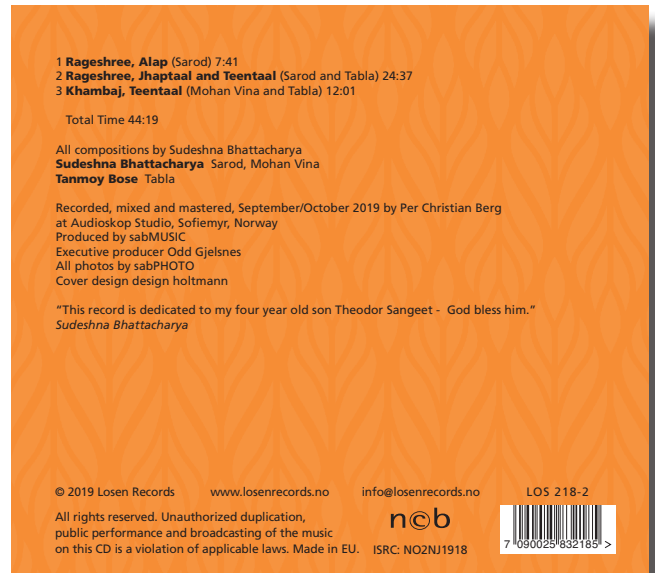 1 Rageshree, Alap (Sarod) 7:41
2 Rageshree, Jhaptaal and Teentaal (Sarod and Tabla) 24:37
3 Khambaj, Teentaal (Mohan Vina and Tabla) 12:01
Total Time 44:19
All compositions by Sudeshna Bhattacharya
Sudeshna Bhattacharya Sarod, Mohan Vina
Tanmoy Bose Tabla
Recorded, mixed and mastered, September/October 2019 by Per Christian Berg
at Audioskop Studio, Sofiemyr, Norway
Produced by sabMUSIC
Executive producer Odd Gjelsnes
All photos by sabPHOTO
Cover design design holtmann
“This record is dedicated to my four year old son Theodor Sangeet - God bless him.”
Sudeshna Bhattacharya
© 2019 Losen Records www.losenrecords.no info@losenrecords.no LOS 218-2
All rights reserved. Unauthorized duplication,
public performance and broadcasting of the music
on this CD is a violation of applicable laws. Made in EU.
n©b
ISRC: NO2NJ1918
7 090025 832185 >